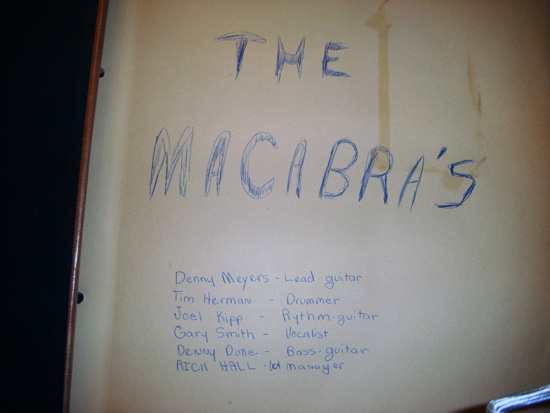 THE
MACABRA'S
Denny Meyers - Lead guitar
Tim Herman - Drummer
Joel Kipp - Rythm-guitar
Gary Smith - Vocalist
Denny Duke - Bass-guitar
RICH HALL - manager